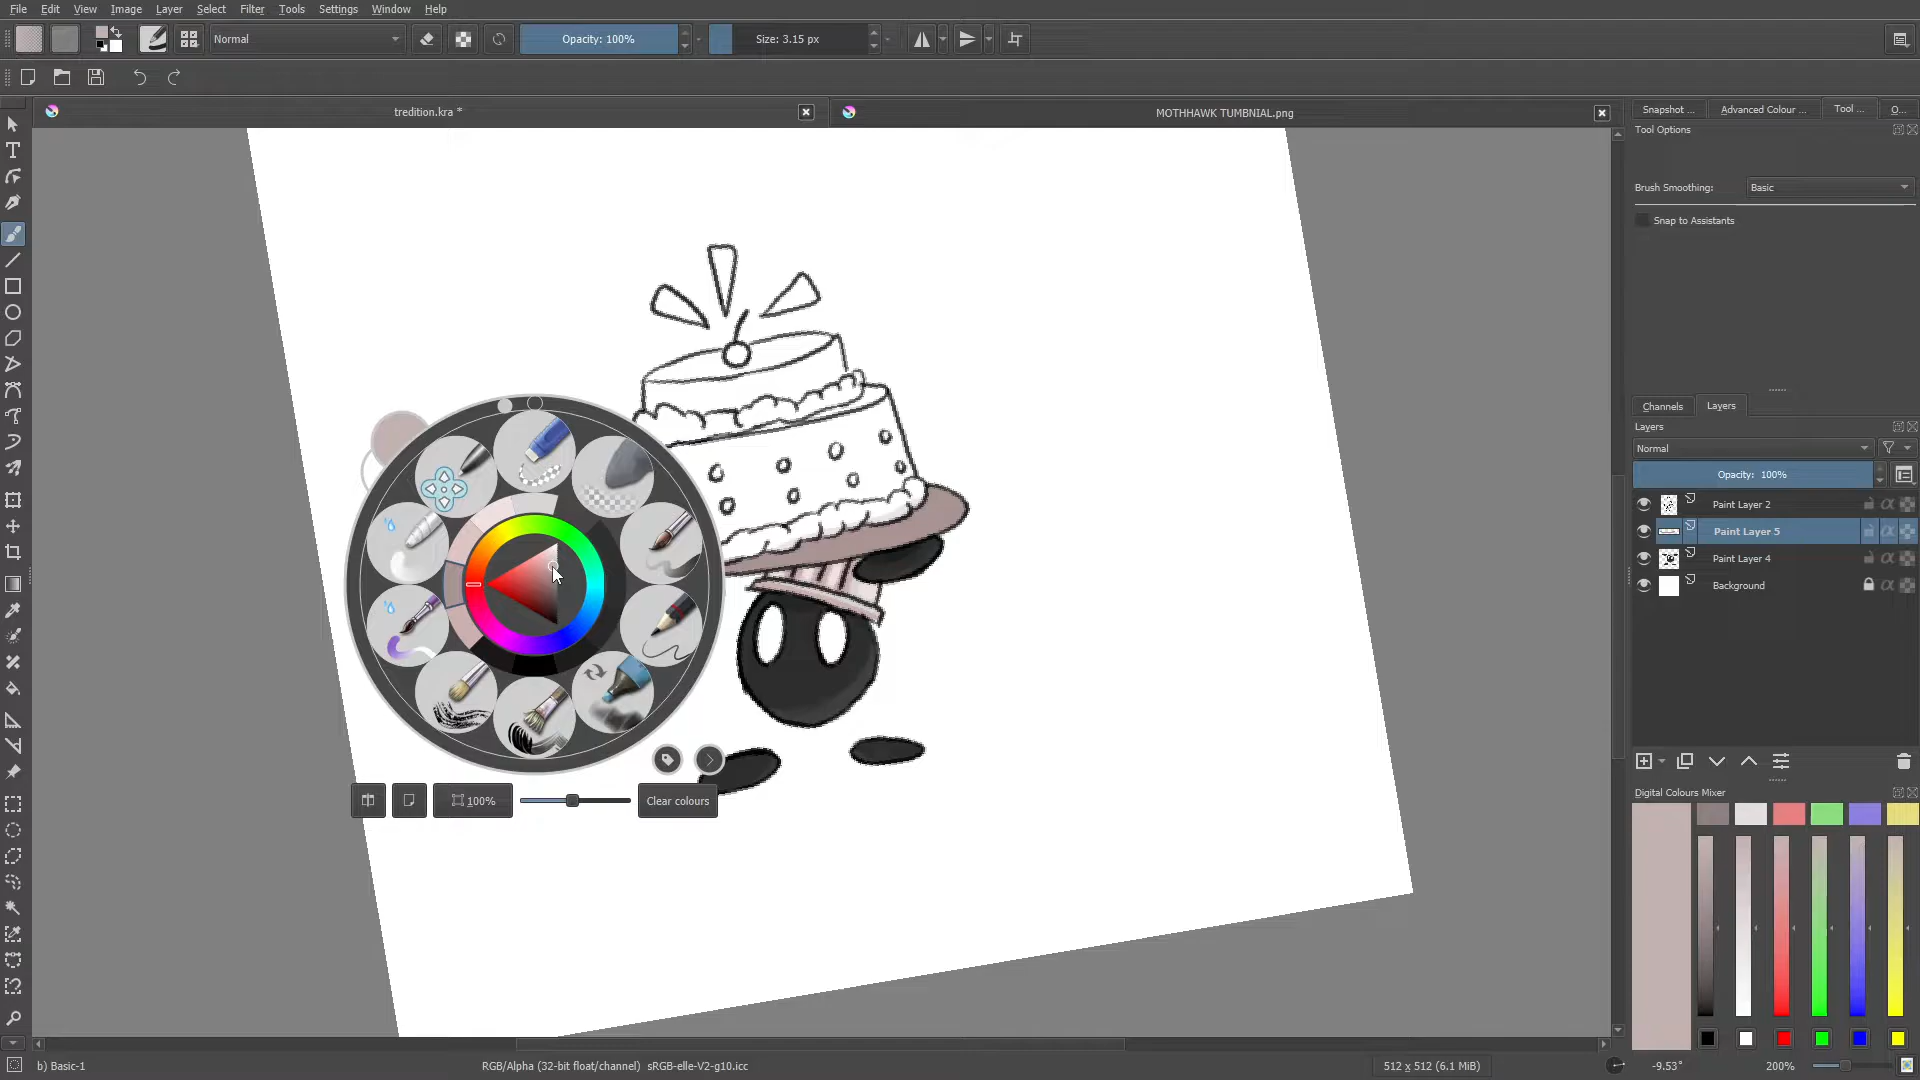 File Edit View Image Layer Select Filter Tools Settings Window Help
Normal
Opacity: 100%
Size: 3.15 px
tredition.kra *
MOTHHAWK TUMBNIAL.png
Snapshot ...
Advanced Colour ...
Tool ...
O...
Tool Options
Brush Smoothing:
Basic
Snap to Assistants
Channels
Layers
Layers
Normal
Opacity: 100%
Paint Layer 2
Paint Layer 5
Paint Layer 4
Background
100%
Clear colours
Digital Colours Mixer
b) Basic-1
RGB/Alpha (32-bit float/channel) sRGB-elle-V2-g10.icc
512 x 512 (6.1 MiB)
-9.53°
200%